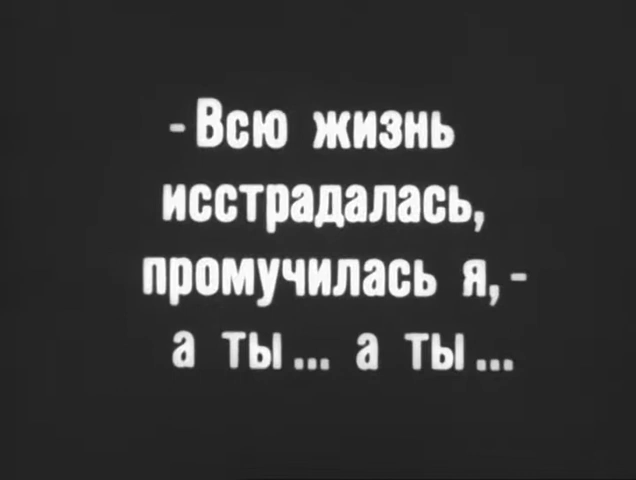 - Всю жизнь
исстрадалась,
промучилась я, -
а ты... а ты...